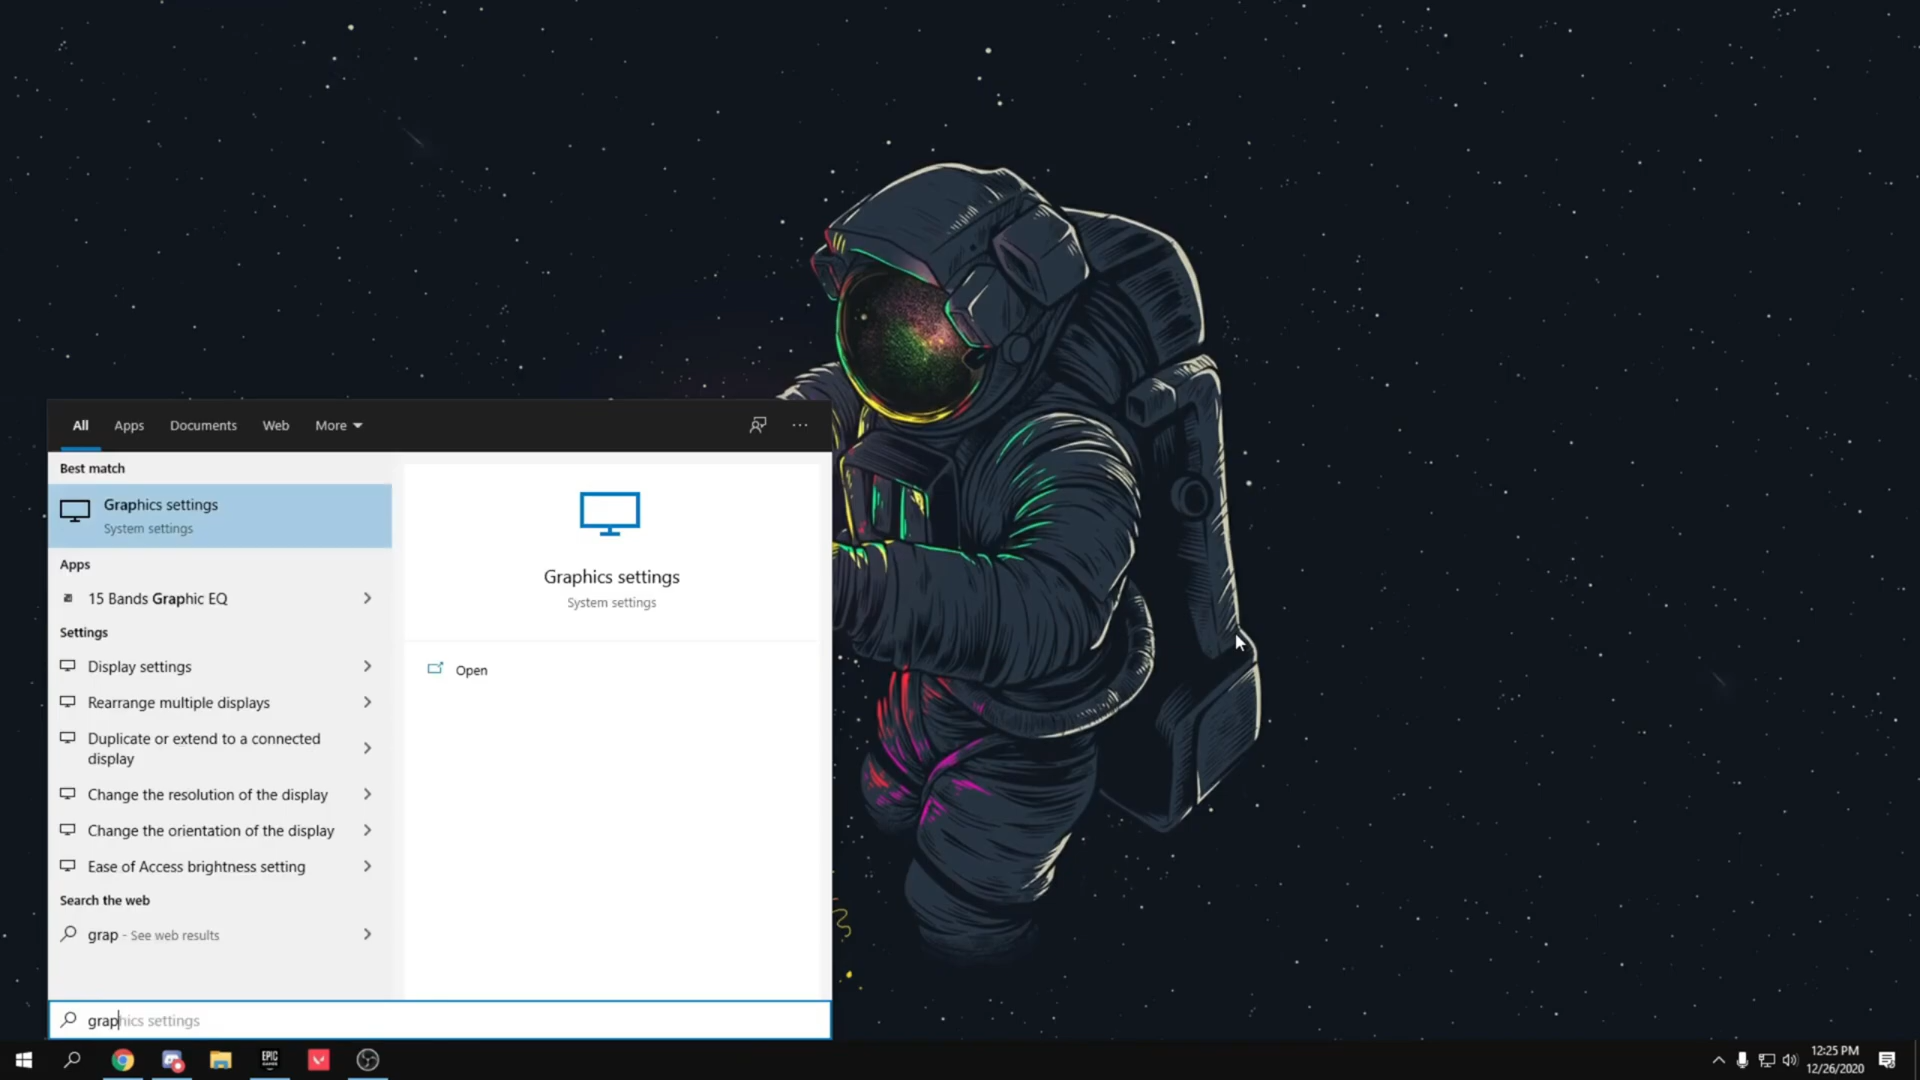 All Apps Documents Web More
Best match
Graphics settings
System settings
Apps
15 Bands Graphic EQ
Settings
Display settings
Rearrange multiple displays
Duplicate or extend to a connected
display
Change the resolution of the display
Change the orientation of the display
Ease of Access brightness setting
Search the web
grap - See web results
Graphics settings
System settings
Open
graphics settings
EPIC
GAMES
12:25 PM
12/26/2020